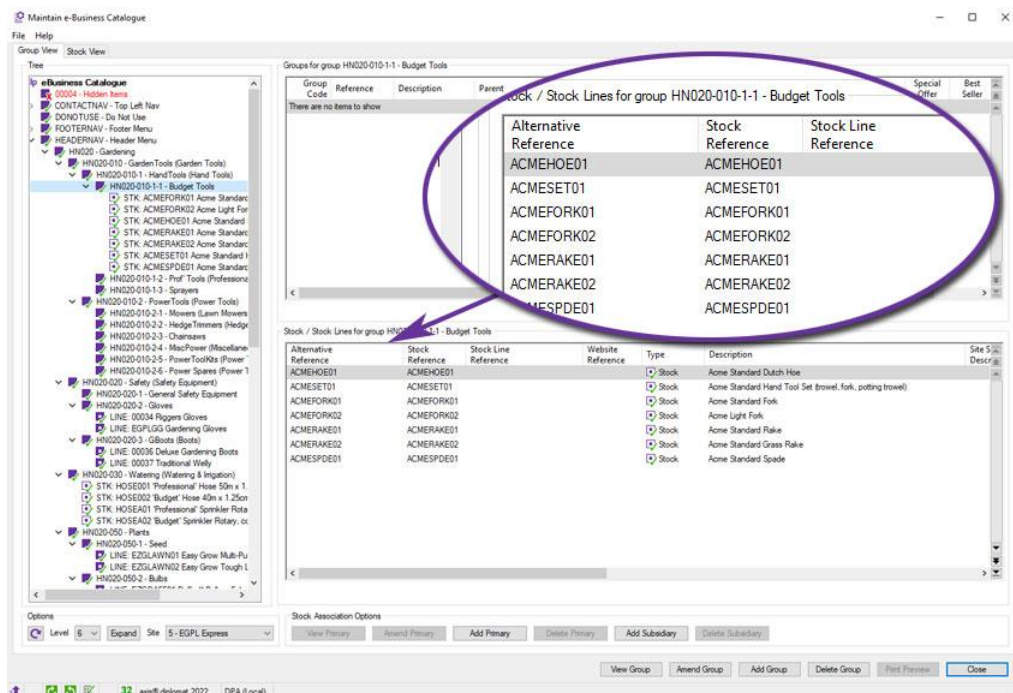 Maintain e-Business Catalogue
File Help
Group View Stock View
Tree
eBusiness Catalogue
00004 - Hidden Items
CONTACTNAV - Top Left Nav
DONOTUSE - Do Not Use
FOOTERNAV - Footer Menu
HEADERNAV - Header Menu
HN020 - Gardening
HN020-010 - GardenTools (Garden Tools)
HN020-010-1 - HandTools (Hand Tools)
HN020-010-1-1 - Budget Tools
STK: ACMEFORK01 Acme Standard
STK: ACMEFORK02 Acme Light For
STK: ACMEHOE01 Acme Standard
STK: ACMERAKE01 Acme Standard
STK: ACMERAKE02 Acme Standard
STK: ACMESET01 Acme Standard H
STK: ACMESPDE01 Acme Standard
HN020-010-1-2 - Prof' Tools (Professiona
HN020-010-1-3 - Sprayers
HN020-010-2 - PowerTools (Power Tools)
HN020-010-2-1 - Mowers (Lawn Mowers
HN020-010-2-2 - HedgeTrimmers (Hedge
HN020-010-2-3 - Chainsaws
HN020-010-2-4 - MiscPower (Miscellane
HN020-010-2-5 - PowerToolKits (Power
HN020-010-2-6 - Power Spares (Power T
HN020-020 - Safety (Safety Equipment)
HN020-020-1 - General Safety Equipment
HN020-020-2 - Gloves
LINE: 00034 Riggers Gloves
LINE: EGPLGG Gardening Gloves
HN020-020-3 - GBoots (Boots)
LINE: 00036 Deluxe Gardening Boots
LINE: 00037 Traditional Welly
HN020-030 - Watering (Watering & Irrigation)
STK: HOSE001 'Professional' Hose 50m x 1.
STK: HOSE002 'Budget' Hose 40m x 1.25cm
STK: HOSEA01 'Professional' Sprinkler Rota
STK: HOSEA02 'Budget' Sprinkler Rotary, co
HN020-050 - Plants
HN020-050-1 - Seed
LINE: EZGLAWN01 Easy Grow Multi-Pu
LINE: EZGLAWN02 Easy Grow Tough L
HN020-050-2 - Bulbs
Options
Level 6 Expand Site 5 - EGPL Express
Groups for group HN020-010-1-1 - Budget Tools
Group Code Reference Description Parent Special Offer Best Seller
There are no items to show
Stock / Stock Lines for group HN020-010-1-1 - Budget Tools
Alternative Reference Stock Reference Stock Line Reference
ACMEHOE01 ACMEHOE01
ACMESET01 ACMESET01
ACMEFORK01 ACMEFORK01
ACMEFORK02 ACMEFORK02
ACMERAKE01 ACMERAKE01
ACMERAKE02 ACMERAKE02
ACMESPDE01 ACMESPDE01
Stock / Stock Lines for group HN020-010-1-1 - Budget Tools
Alternative Reference Stock Reference Stock Line Reference Website Reference Type Description Site S Descr
ACMEHOE01 ACMEHOE01 Stock Acme Standard Dutch Hoe
ACMESET01 ACMESET01 Stock Acme Standard Hand Tool Set (trowel, fork, potting trowel)
ACMEFORK01 ACMEFORK01 Stock Acme Standard Fork
ACMEFORK02 ACMEFORK02 Stock Acme Light Fork
ACMERAKE01 ACMERAKE01 Stock Acme Standard Rake
ACMERAKE02 ACMERAKE02 Stock Acme Standard Grass Rake
ACMESPDE01 ACMESPDE01 Stock Acme Standard Spade
Stock Association Options
View Primary Amend Primary Add Primary Delete Primary Add Subsidiary Delete Subsidiary
View Group Amend Group Add Group Delete Group Print Preview Close
32 axis® diplomat 2022 DPA (Local)